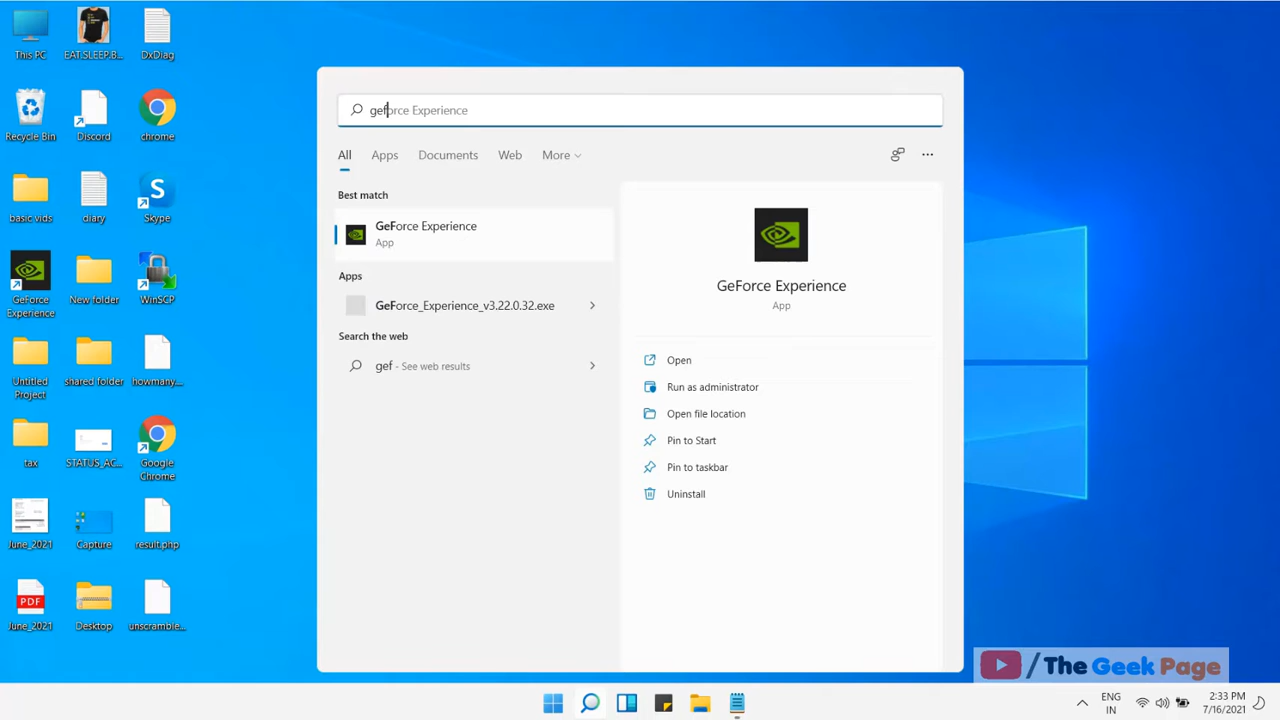 This PC
EAT.SLEEP.B...
DxDiag
Recycle Bin
Discord
chrome
basic vids
diary
Skype
GeForce
Experience
New folder
WinSCP
Untitled
Project
shared folder
howmany....
tax
STATUS_AC...
Google
Chrome
June_2021
Capture
result.php
PDF
June_2021
Desktop
unscramble...
geforce Experience
All
Apps
Documents
Web
More
Best match
GeForce Experience
App
Apps
GeForce_Experience_v3.22.0.32.exe
Search the web
gef - See web results
GeForce Experience
App
Open
Run as administrator
Open file location
Pin to Start
Pin to taskbar
Uninstall
/The Geek Page
ENG
IN
2:33 PM
7/16/2021